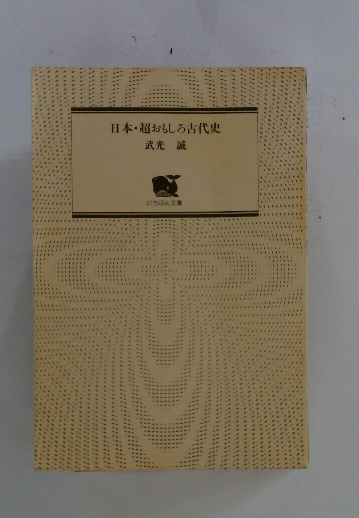 日本・超おもしろ古代史
武光 誠
にちぶん文庫